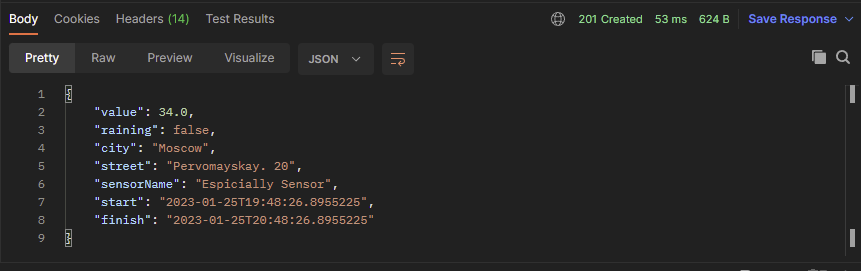 Body Cookies Headers (14) Test Results 201 Created 53 ms 624 B Save Response
Pretty Raw Preview Visualize JSON
1 {
2 "value": 34.0,
3 "raining": false,
4 "city": "Moscow",
5 "street": "Pervomayskay. 20",
6 "sensorName": "Espicially Sensor",
7 "start": "2023-01-25T19:48:26.8955225",
8 "finish": "2023-01-25T20:48:26.8955225"
9 }